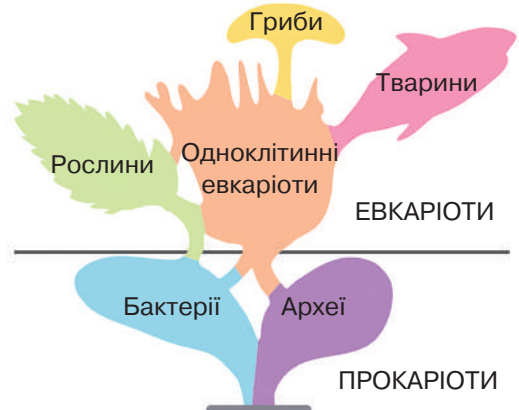 Гриби
Тварини
Рослини
Одноклітинні
евкаріоти
ЕВКАРІОТИ
Бактерії
Археї
ПРОКАРІОТИ